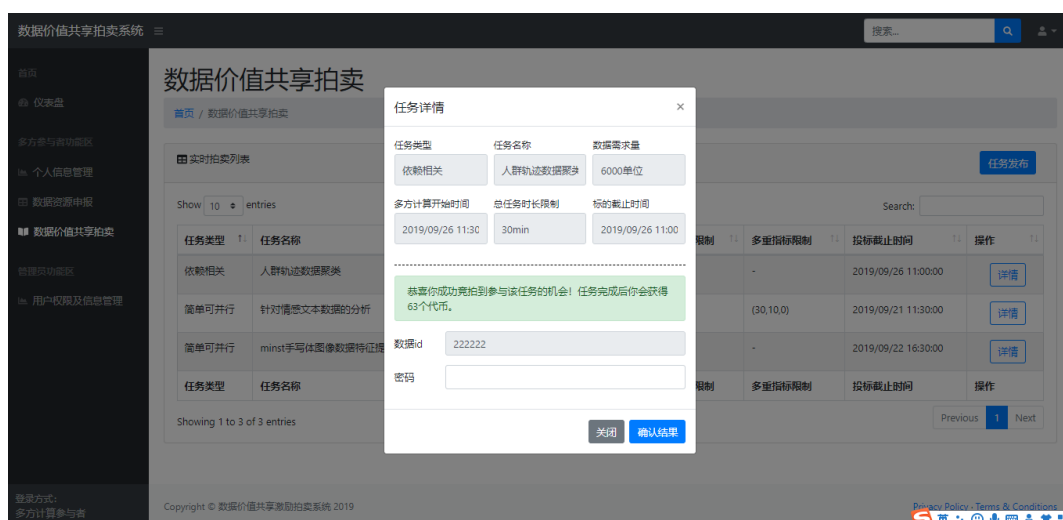 数据价值共享拍卖系统
搜索...
首页
仪表盘
多方参与者功能区
个人信息管理
数据资源申报
数据价值共享拍卖
管理员功能区
用户权限及信息管理
登录方式:
多方计算参与者
数据价值共享拍卖
首页 / 数据价值共享拍卖
实时拍卖列表
任务发布
Show 10 entries
Search:
任务类型 任务名称 限制 多重指标限制 投标截止时间 操作
依赖相关 人群轨迹数据聚类 - 2019/09/26 11:00:00 详情
简单可并行 针对情感文本数据的分析 (30,10,0) 2019/09/21 11:30:00 详情
简单可并行 minst手写体图像数据特征提 - 2019/09/22 16:30:00 详情
任务类型 任务名称 限制 多重指标限制 投标截止时间 操作
Showing 1 to 3 of 3 entries
Previous 1 Next
任务详情 ×
任务类型 任务名称 数据需求量
依赖相关 人群轨迹数据聚类 6000单位
多方计算开始时间 总任务时长限制 标的截止时间
2019/09/26 11:30 30min 2019/09/26 11:00
恭喜你成功竞拍到参与该任务的机会！任务完成后你会获得
63个代币。
数据id 222222
密码
关闭 确认结果
Copyright © 数据价值共享激励拍卖系统 2019
Privacy Policy · Terms & Conditions
英